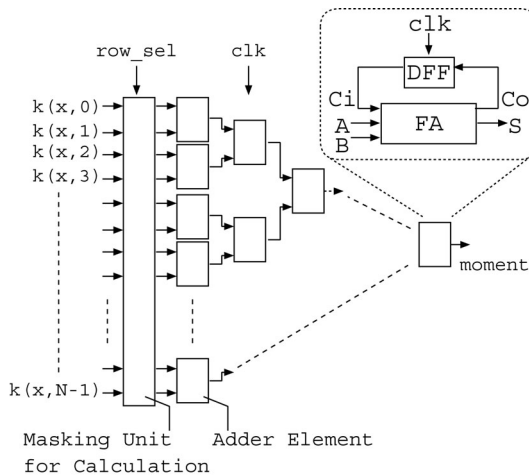 clk
row_sel
clk
DFF
Ci
Co
k(x,0)
A
FA
S
k(x,1)
B
k(x,2)
k(x,3)
moment
k(x,N-1)
Masking Unit
for Calculation
Adder Element